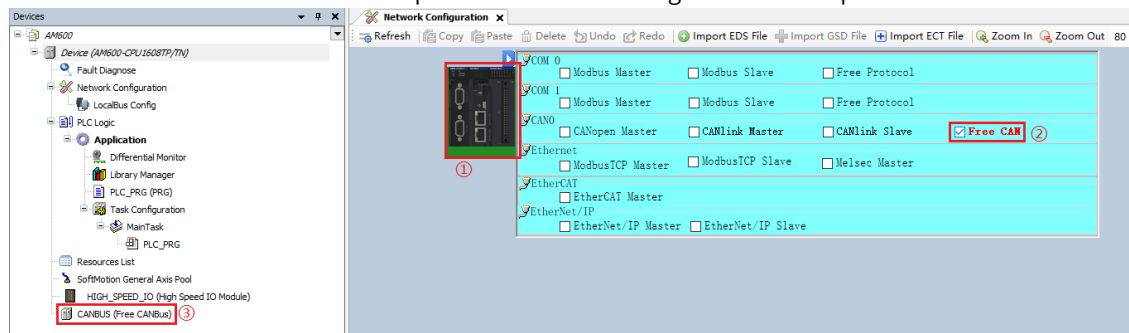 Devices
AM600
Device (AM600-CPU1608TP/TN)
Fault Diagnose
Network Configuration
LocalBus Config
PLC Logic
Application
Differential Monitor
Library Manager
PLC_PRG (PRG)
Task Configuration
MainTask
PLC_PRG
Resources List
SoftMotion General Axis Pool
HIGH_SPEED_IO (High Speed IO Module)
CANBUS (Free CANBus) ③
Network Configuration x
Refresh Copy Paste Delete Undo Redo Import EDS File Import GSD File Import ECT File Zoom In Zoom Out 80
①
COM 0
Modbus Master Modbus Slave Free Protocol
COM 1
Modbus Master Modbus Slave Free Protocol
CAN0
CANopen Master CANlink Master CANlink Slave Free CAN ②
Ethernet
ModbusTCP Master ModbusTCP Slave Melsec Master
EtherCAT
EtherCAT Master
EtherNet/IP
EtherNet/IP Master EtherNet/IP Slave